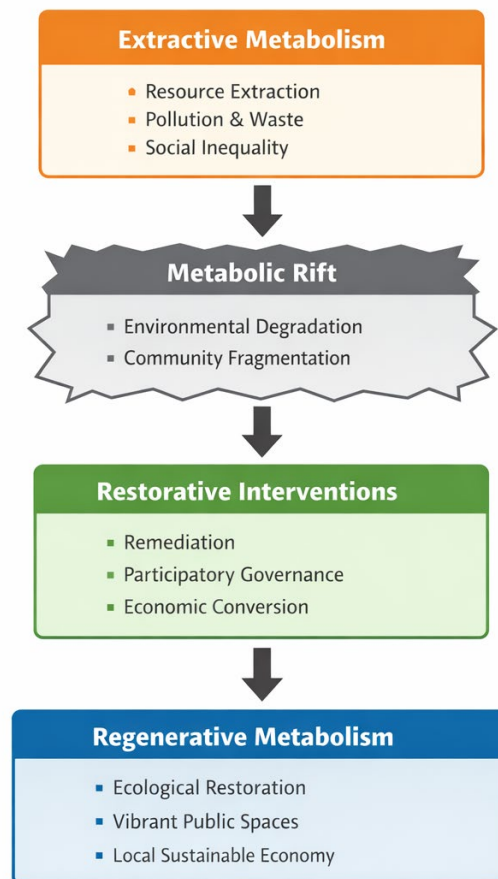 Extractive Metabolism
▪ Resource Extraction
▪ Pollution & Waste
▪ Social Inequality
Metabolic Rift
▪ Environmental Degradation
▪ Community Fragmentation
Restorative Interventions
▪ Remediation
▪ Participatory Governance
▪ Economic Conversion
Regenerative Metabolism
▪ Ecological Restoration
▪ Vibrant Public Spaces
▪ Local Sustainable Economy